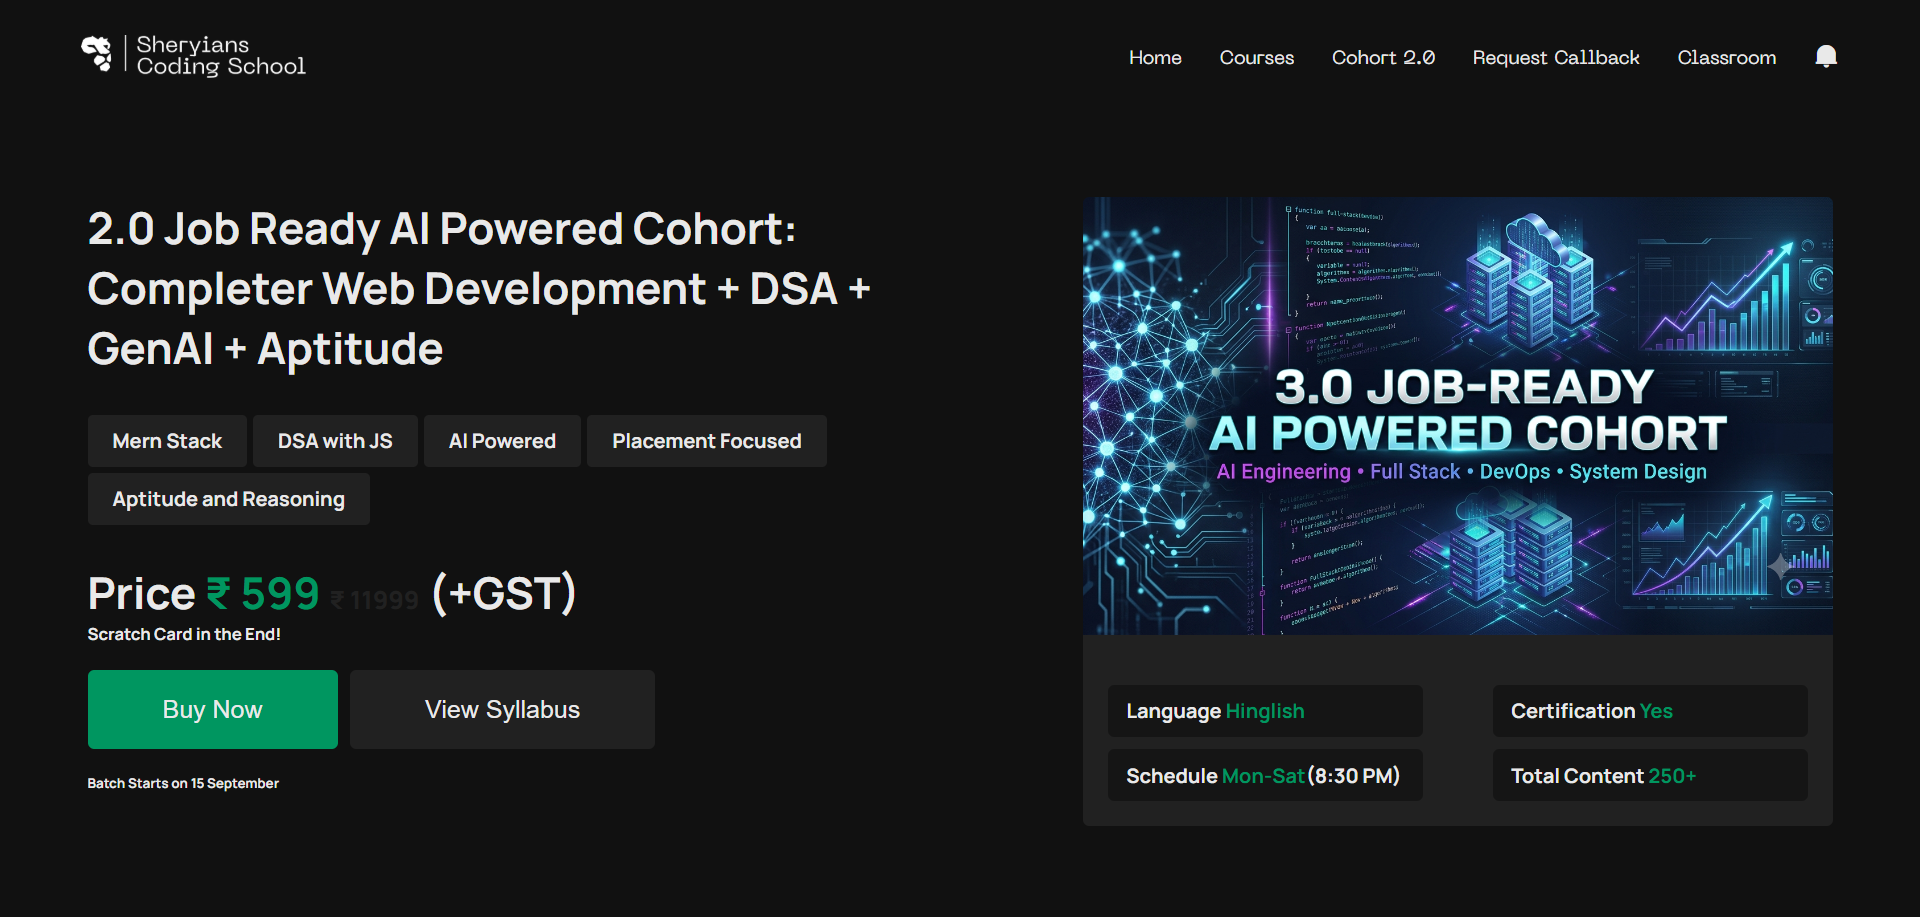 Sheryians
Coding School
Home
Courses
Cohort 2.0
Request Callback
Classroom
2.0 Job Ready AI Powered Cohort:
Completer Web Development + DSA +
GenAI + Aptitude
Mern Stack
DSA with JS
AI Powered
Placement Focused
Aptitude and Reasoning
Price ₹ 599 ₹ 11999 (+GST)
Scratch Card in the End!
Buy Now
View Syllabus
Batch Starts on 15 September
3.0 JOB-READY
AI POWERED COHORT
AI Engineering • Full Stack • DevOps • System Design
Language Hinglish
Certification Yes
Schedule Mon-Sat(8:30 PM)
Total Content 250+